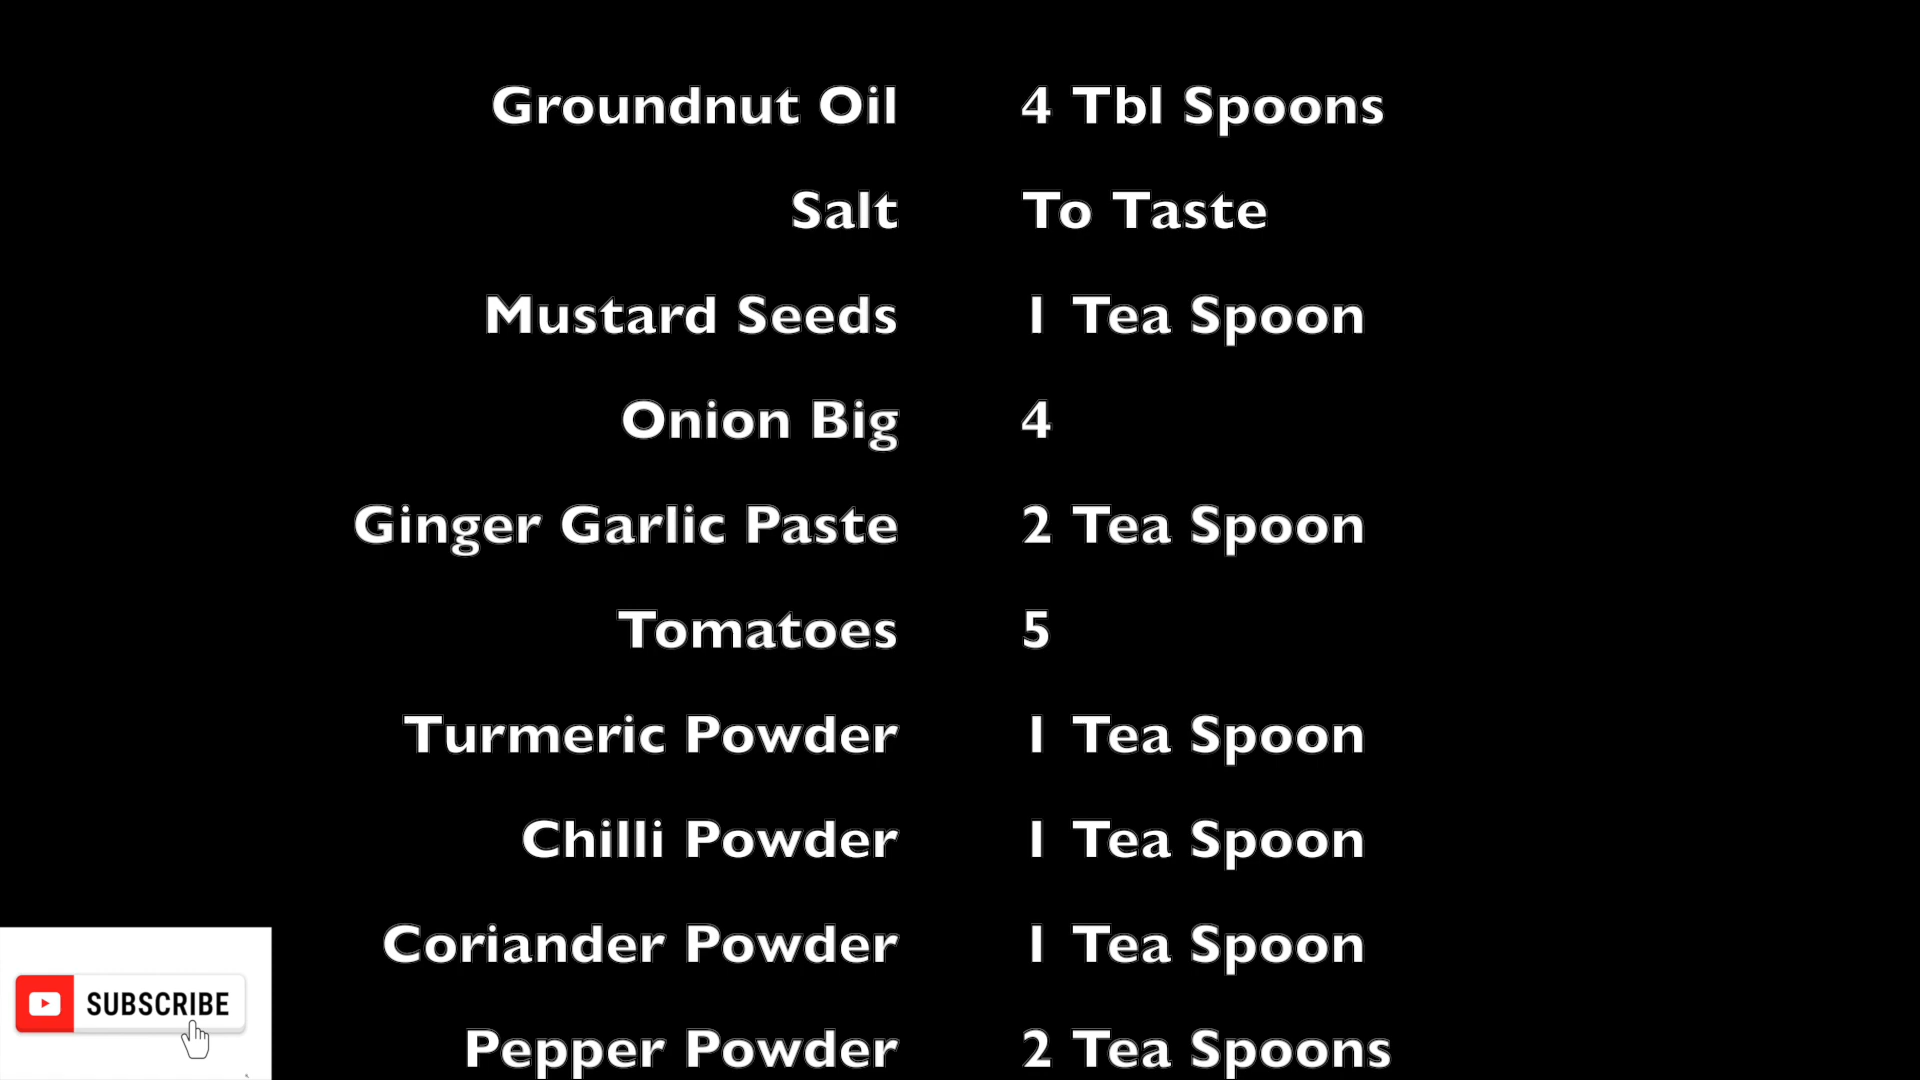 Groundnut Oil 4 Tbl Spoons
Salt To Taste
Mustard Seeds 1 Tea Spoon
Onion Big 4
Ginger Garlic Paste 2 Tea Spoon
Tomatoes 5
Turmeric Powder 1 Tea Spoon
Chilli Powder 1 Tea Spoon
Coriander Powder 1 Tea Spoon
Pepper Powder 2 Tea Spoons
SUBSCRIBE